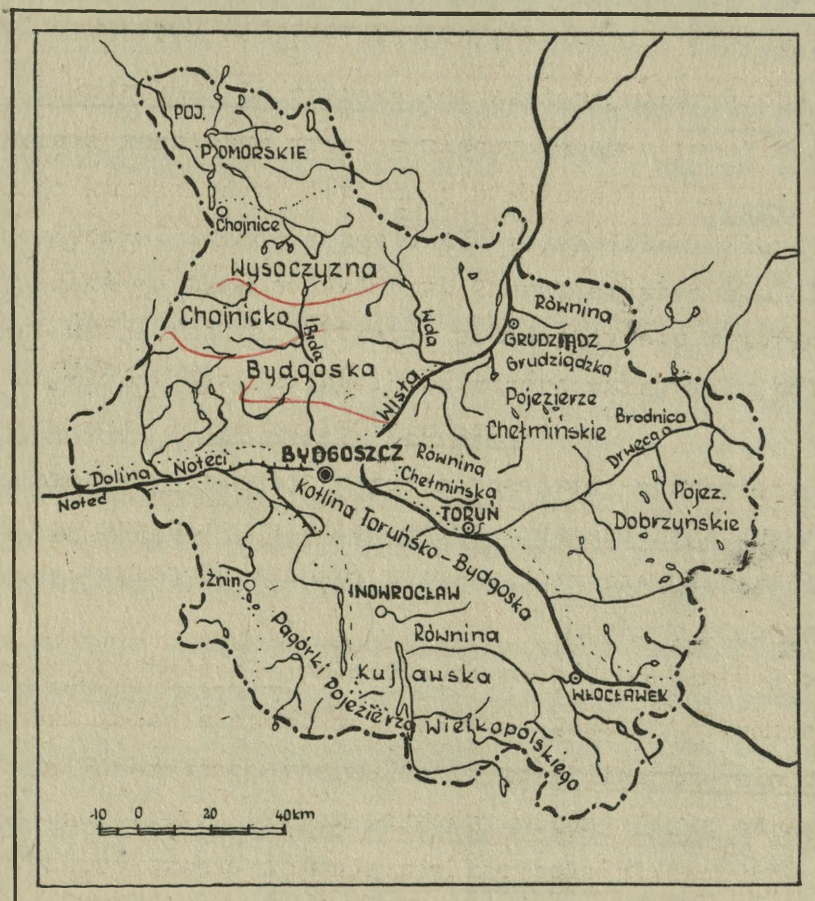 POJ.
POMORSKIE
Chojnice
Wysoczyzna
Chojnicka
Brda
Wda
Bydgoska
Wisła
Równina
GRUDZIĄDZ
Grudziądzka
Pojezierze
Chełmińskie
Brodnica
Drwęca
BYDGOSZCZ
Równina
Chełmińska
Dolina Noteci
Noteć
Kotlina Toruńsko-Bydgoska
TORUŃ
Pojez.
Dobrzyńskie
Żnin
INOWROCŁAW
Równina
Kujawska
Pagórki Pojezierza Wielkopolskiego
WŁOCŁAWEK
-10 0 20 40km